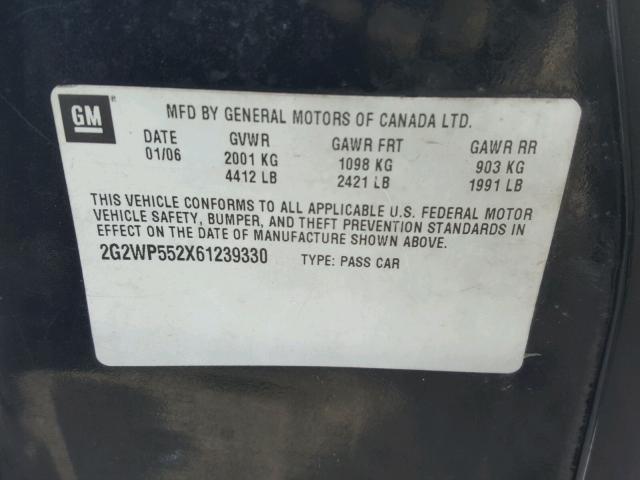 GM
MFD BY GENERAL MOTORS OF CANADA LTD.
DATE GVWR GAWR FRT GAWR RR
01/06 2001 KG 1098 KG 903 KG
4412 LB 2421 LB 1991 LB
THIS VEHICLE CONFORMS TO ALL APPLICABLE U.S. FEDERAL MOTOR
VEHICLE SAFETY, BUMPER, AND THEFT PREVENTION STANDARDS IN
EFFECT ON THE DATE OF MANUFACTURE SHOWN ABOVE.
2G2WP552X61239330 TYPE: PASS CAR